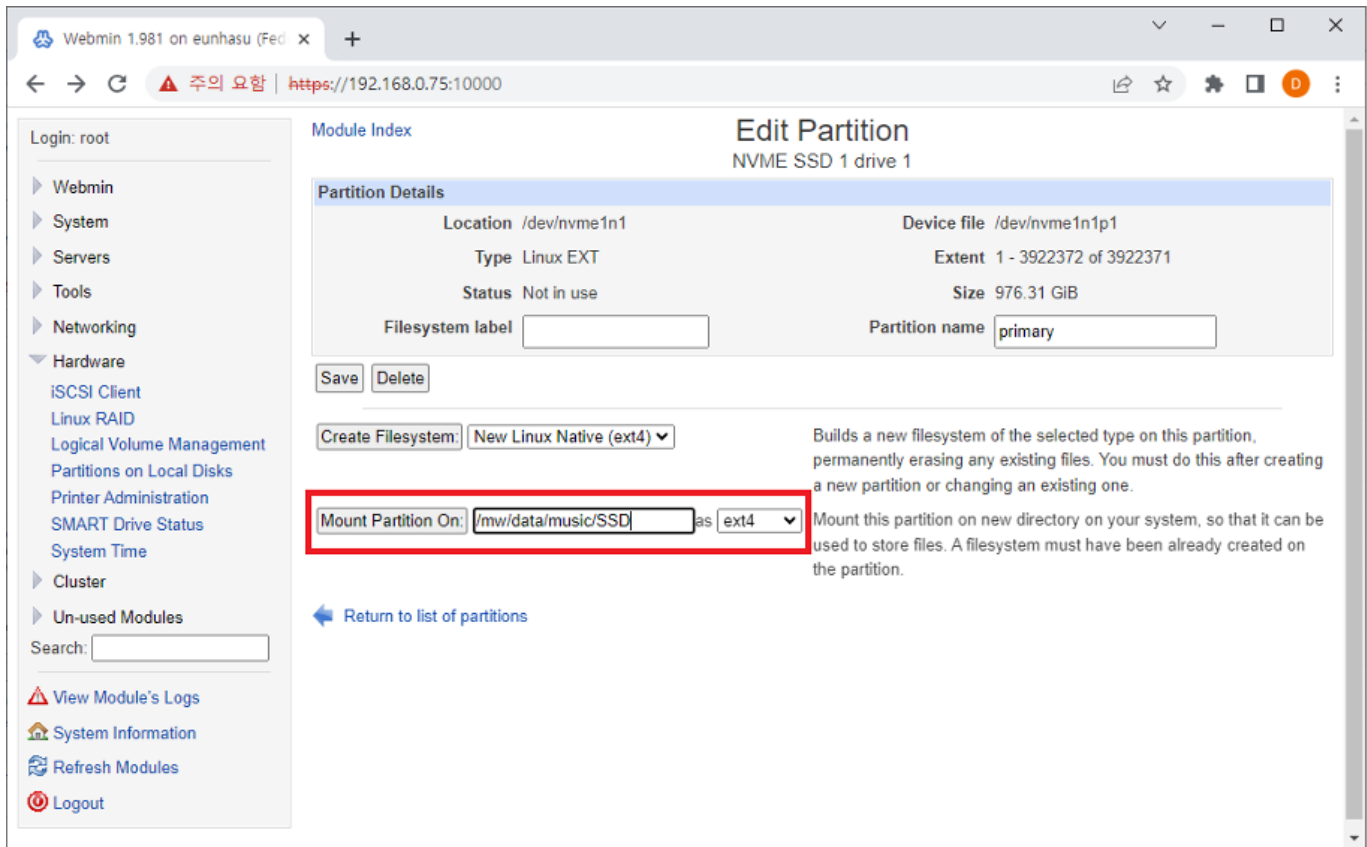 Webmin 1.981 on eunhasu (Fed
주의 요함 https://192.168.0.75:10000
D
Login: root
Webmin
System
Servers
Tools
Networking
Hardware
iSCSI Client
Linux RAID
Logical Volume Management
Partitions on Local Disks
Printer Administration
SMART Drive Status
System Time
Cluster
Un-used Modules
Search:
View Module's Logs
System Information
Refresh Modules
Logout
Module Index
Edit Partition
NVME SSD 1 drive 1
Partition Details
Location /dev/nvme1n1 Device file /dev/nvme1n1p1
Type Linux EXT Extent 1 - 3922372 of 3922371
Status Not in use Size 976.31 GiB
Filesystem label Partition name primary
Save Delete
Create Filesystem: New Linux Native (ext4)
Builds a new filesystem of the selected type on this partition,
permanently erasing any existing files. You must do this after creating
a new partition or changing an existing one.
Mount Partition On: /mw/data/music/SSD as ext4
Mount this partition on new directory on your system, so that it can be
used to store files. A filesystem must have been already created on
the partition.
Return to list of partitions